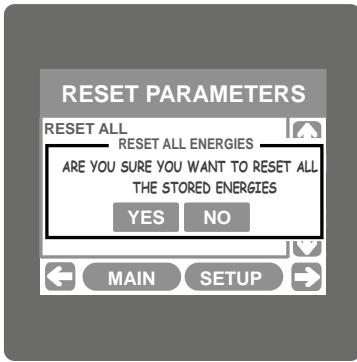 RESET PARAMETERS
RESET ALL
RESET ALL ENERGIES
ARE YOU SURE YOU WANT TO RESET ALL
THE STORED ENERGIES
YES NO
MAIN SETUP